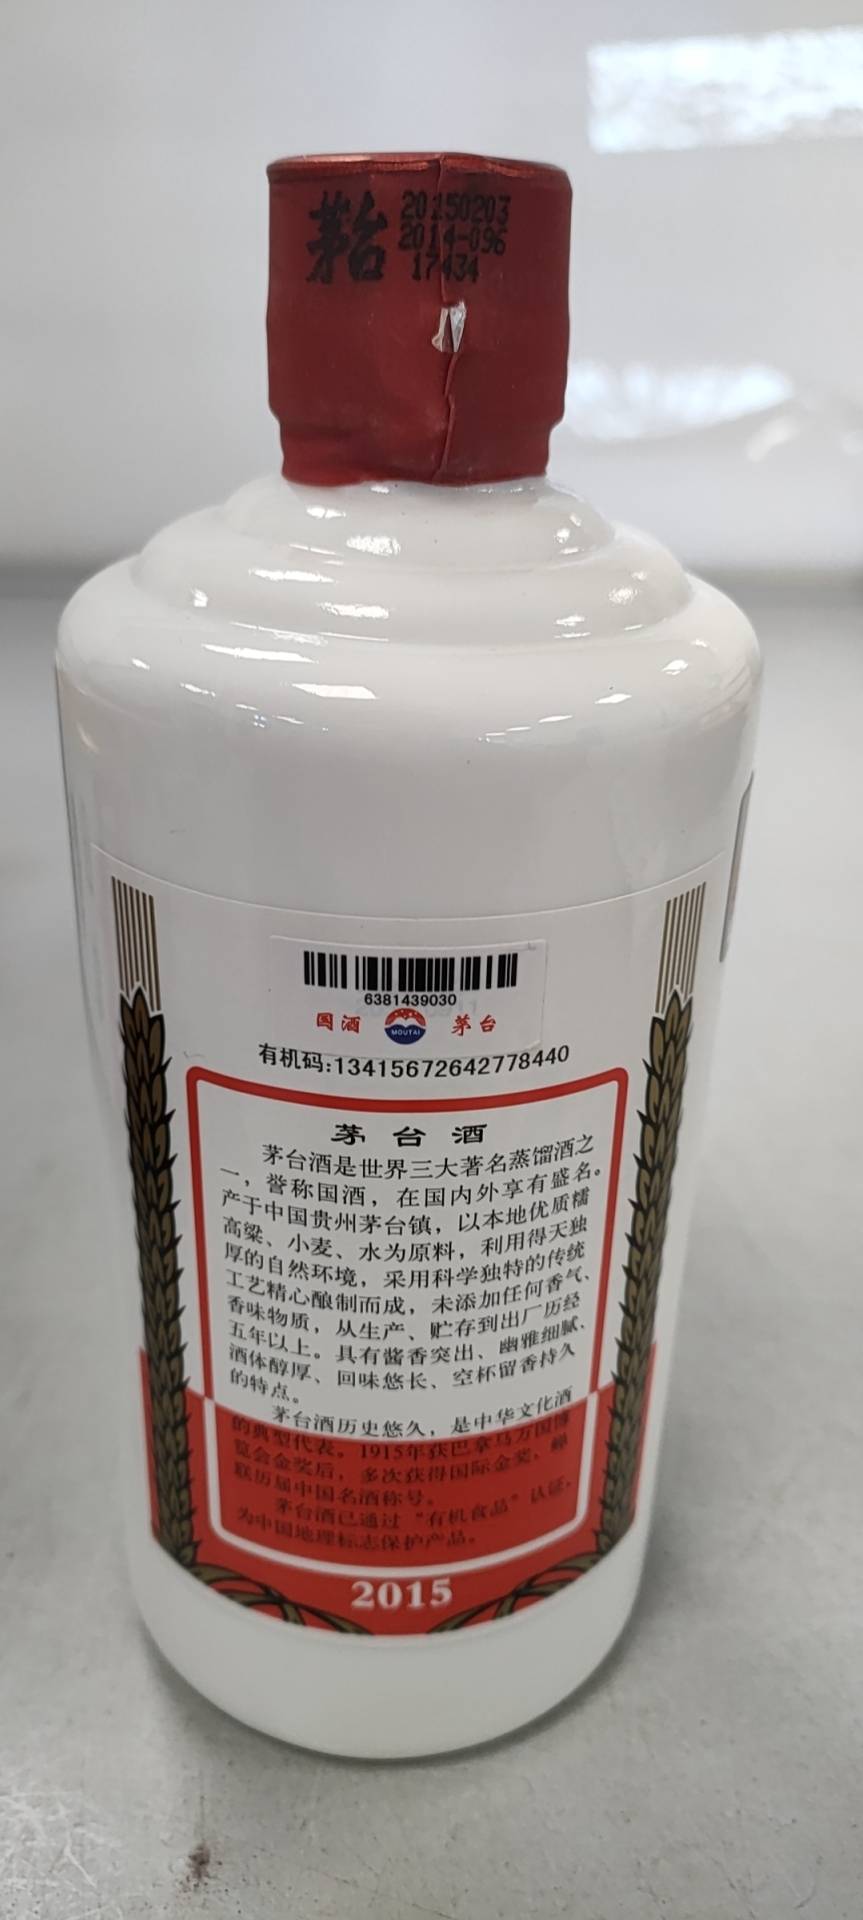 茅台
20150203
2014-096
17434
6381439030
国酒
MOUTAI
茅台
有机码:13415672642778440
茅台酒
茅台酒是世界三大著名蒸馏酒之
一，誉称国酒，在国内外享有盛名。
产于中国贵州茅台镇，以本地优质糯
高粱、小麦、水为原料，利用得天独
厚的自然环境，采用科学独特的传统
工艺精心酿制而成，未添加任何香气、
香味物质，从生产、贮存到出厂历经
五年以上。具有酱香突出、幽雅细腻、
酒体醇厚、回味悠长、空杯留香持久
的特点。
茅台酒历史悠久，是中华文化酒
的典型代表。1915年获巴拿马万国博
览会金奖后，多次获得国际金奖、蝉
联历届中国名酒称号。
茅台酒已通过“有机食品”认证，
为中国地理标志保护产品。
2015